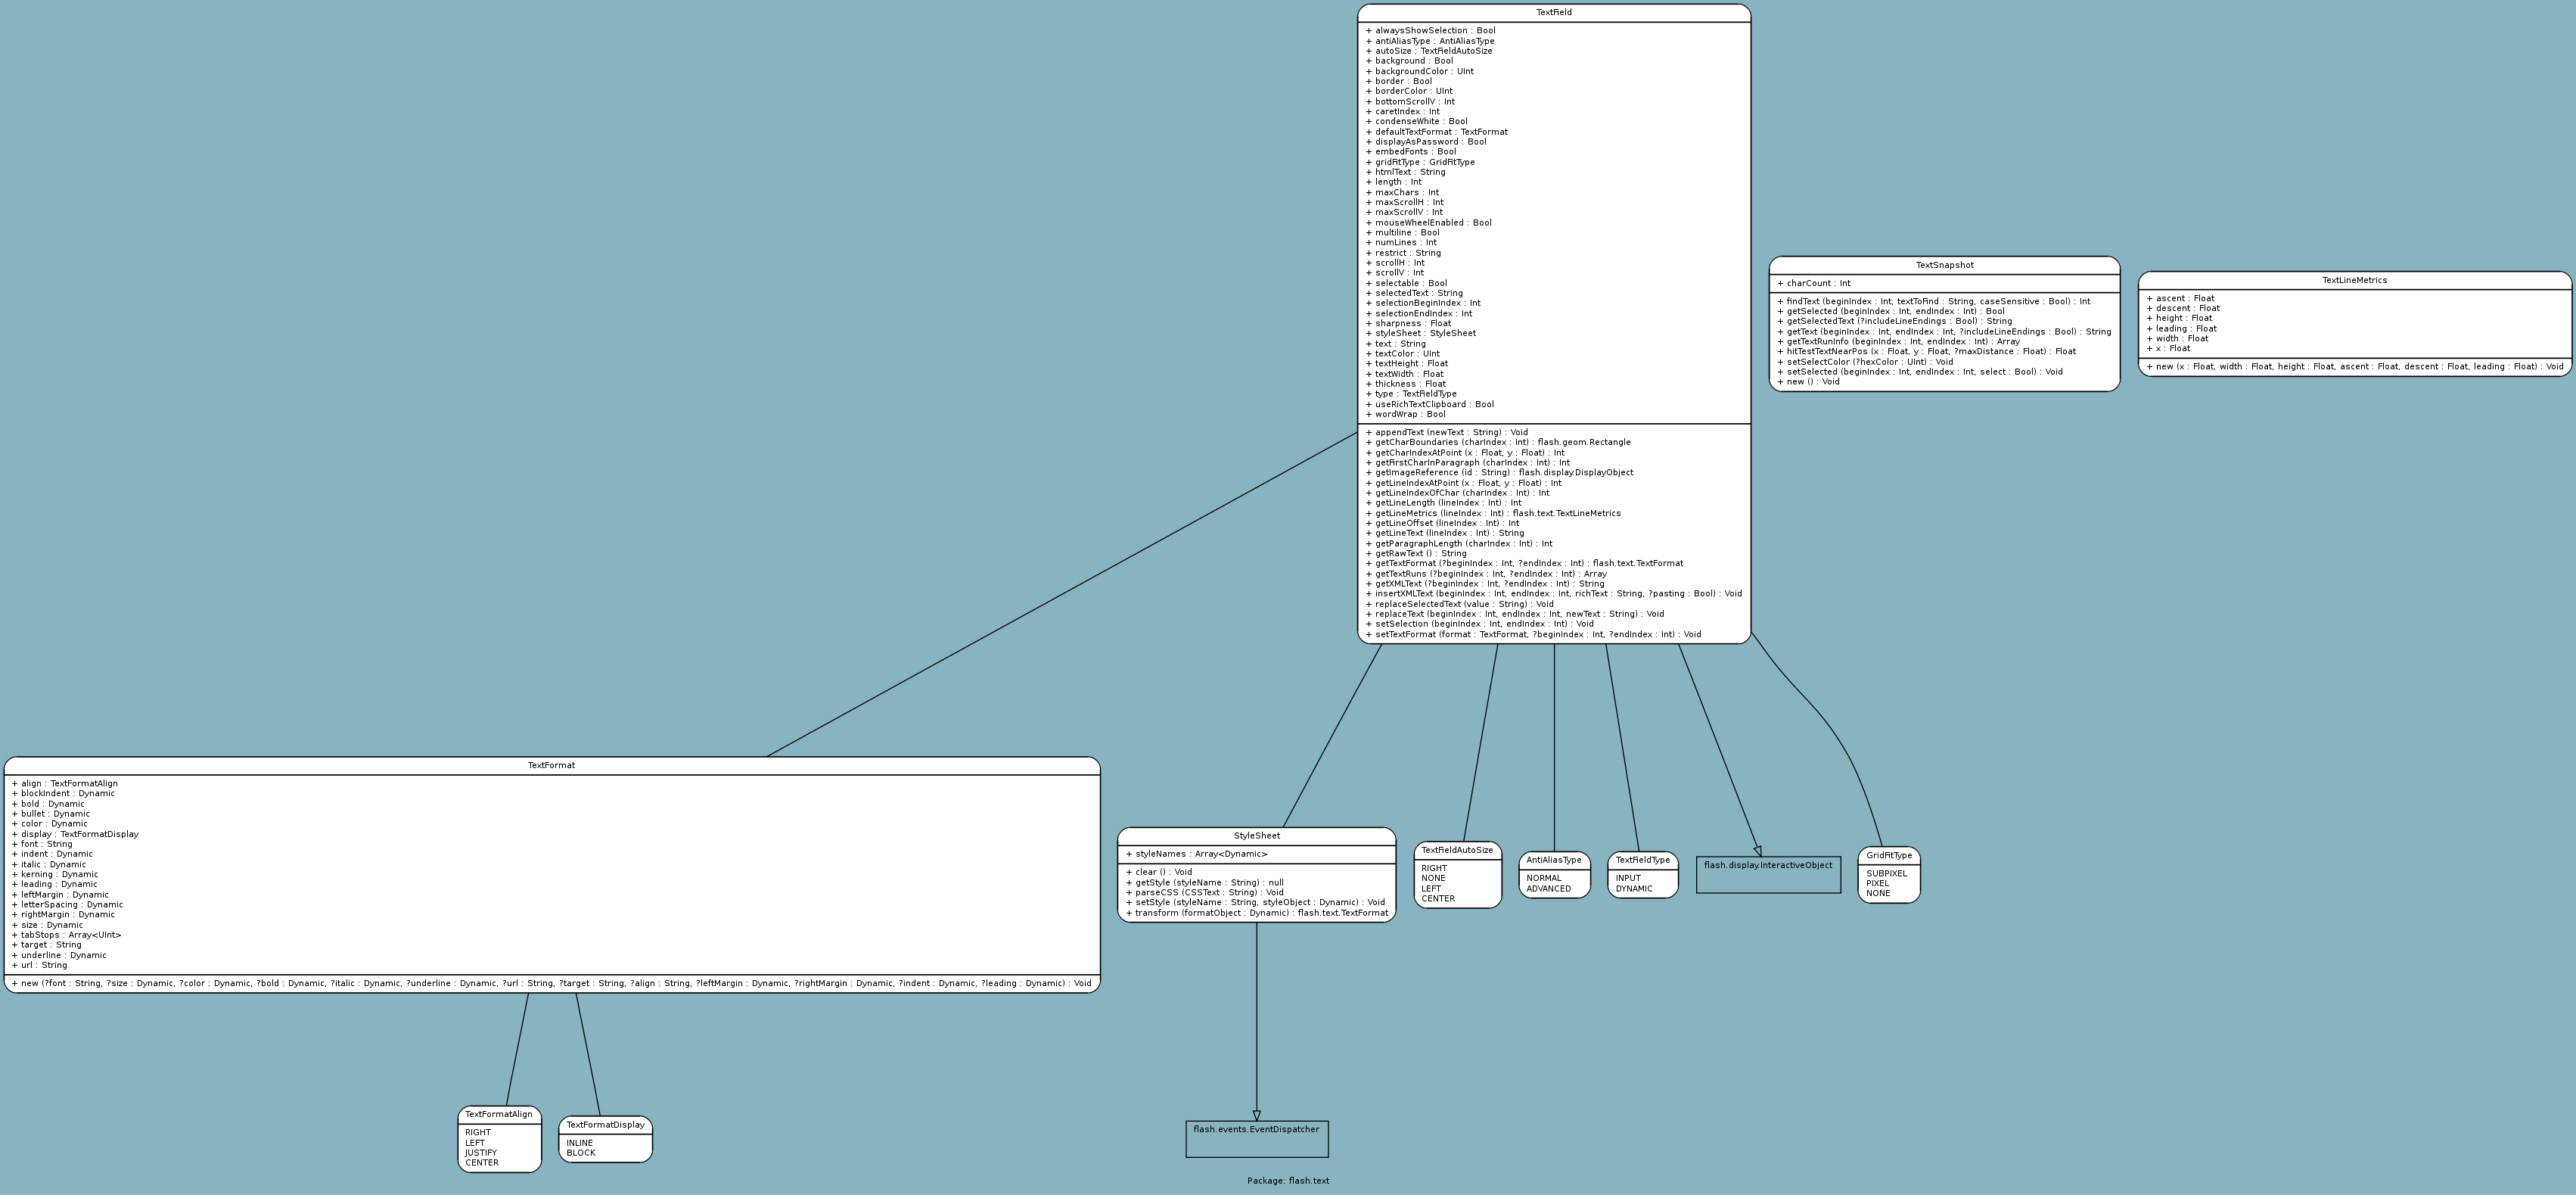 TextField
+ alwaysShowSelection : Bool
+ antiAliasType : AntiAliasType
+ autoSize : TextFieldAutoSize
+ background : Bool
+ backgroundColor : UInt
+ border : Bool
+ borderColor : UInt
+ bottomScrollV : Int
+ caretIndex : Int
+ condenseWhite : Bool
+ defaultTextFormat : TextFormat
+ displayAsPassword : Bool
+ embedFonts : Bool
+ gridFitType : GridFitType
+ htmlText : String
+ length : Int
+ maxChars : Int
+ maxScrollH : Int
+ maxScrollV : Int
+ mouseWheelEnabled : Bool
+ multiline : Bool
+ numLines : Int
+ restrict : String
+ scrollH : Int
+ scrollV : Int
+ selectable : Bool
+ selectedText : String
+ selectionBeginIndex : Int
+ selectionEndIndex : Int
+ sharpness : Float
+ styleSheet : StyleSheet
+ text : String
+ textColor : UInt
+ textHeight : Float
+ textWidth : Float
+ thickness : Float
+ type : TextFieldType
+ useRichTextClipboard : Bool
+ wordWrap : Bool
+ appendText (newText : String) : Void
+ getCharBoundaries (charIndex : Int) : flash.geom.Rectangle
+ getCharIndexAtPoint (x : Float, y : Float) : Int
+ getFirstCharInParagraph (charIndex : Int) : Int
+ getImageReference (id : String) : flash.display.DisplayObject
+ getLineIndexAtPoint (x : Float, y : Float) : Int
+ getLineIndexOfChar (charIndex : Int) : Int
+ getLineLength (lineIndex : Int) : Int
+ getLineMetrics (lineIndex : Int) : flash.text.TextLineMetrics
+ getLineOffset (lineIndex : Int) : Int
+ getLineText (lineIndex : Int) : String
+ getParagraphLength (charIndex : Int) : Int
+ getRawText () : String
+ getTextFormat (?beginIndex : Int, ?endIndex : Int) : flash.text.TextFormat
+ getTextRuns (?beginIndex : Int, ?endIndex : Int) : Array
+ getXMLText (?beginIndex : Int, ?endIndex : Int) : String
+ insertXMLText (beginIndex : Int, endIndex : Int, richText : String, ?pasting : Bool) : Void
+ replaceSelectedText (value : String) : Void
+ replaceText (beginIndex : Int, endIndex : Int, newText : String) : Void
+ setSelection (beginIndex : Int, endIndex : Int) : Void
+ setTextFormat (format : TextFormat, ?beginIndex : Int, ?endIndex : Int) : Void
TextSnapshot
+ charCount : Int
+ findText (beginIndex : Int, textToFind : String, caseSensitive : Bool) : Int
+ getSelected (beginIndex : Int, endIndex : Int) : Bool
+ getSelectedText (?includeLineEndings : Bool) : String
+ getText (beginIndex : Int, endIndex : Int, ?includeLineEndings : Bool) : String
+ getTextRunInfo (beginIndex : Int, endIndex : Int) : Array
+ hitTestTextNearPos (x : Float, y : Float, ?maxDistance : Float) : Float
+ setSelectColor (?hexColor : UInt) : Void
+ setSelected (beginIndex : Int, endIndex : Int, select : Bool) : Void
+ new () : Void
TextLineMetrics
+ ascent : Float
+ descent : Float
+ height : Float
+ leading : Float
+ width : Float
+ x : Float
+ new (x : Float, width : Float, height : Float, ascent : Float, descent : Float, leading : Float) : Void
TextFormat
+ align : TextFormatAlign
+ blockIndent : Dynamic
+ bold : Dynamic
+ bullet : Dynamic
+ color : Dynamic
+ display : TextFormatDisplay
+ font : String
+ indent : Dynamic
+ italic : Dynamic
+ kerning : Dynamic
+ leading : Dynamic
+ leftMargin : Dynamic
+ letterSpacing : Dynamic
+ rightMargin : Dynamic
+ size : Dynamic
+ tabStops : Array<UInt>
+ target : String
+ underline : Dynamic
+ url : String
+ new (?font : String, ?size : Dynamic, ?color : Dynamic, ?bold : Dynamic, ?italic : Dynamic, ?underline : Dynamic, ?url : String, ?target : String, ?align : String, ?leftMargin : Dynamic, ?rightMargin : Dynamic, ?indent : Dynamic, ?leading : Dynamic) : Void
StyleSheet
+ styleNames : Array<Dynamic>
+ clear () : Void
+ getStyle (styleName : String) : null
+ parseCSS (CSSText : String) : Void
+ setStyle (styleName : String, styleObject : Dynamic) : Void
+ transform (formatObject : Dynamic) : flash.text.TextFormat
TextFieldAutoSize
RIGHT
NONE
LEFT
CENTER
AntiAliasType
NORMAL
ADVANCED
TextFieldType
INPUT
DYNAMIC
flash.display.InteractiveObject
GridFitType
SUBPIXEL
PIXEL
NONE
TextFormatAlign
RIGHT
LEFT
JUSTIFY
CENTER
TextFormatDisplay
INLINE
BLOCK
flash.events.EventDispatcher
Package: flash.text